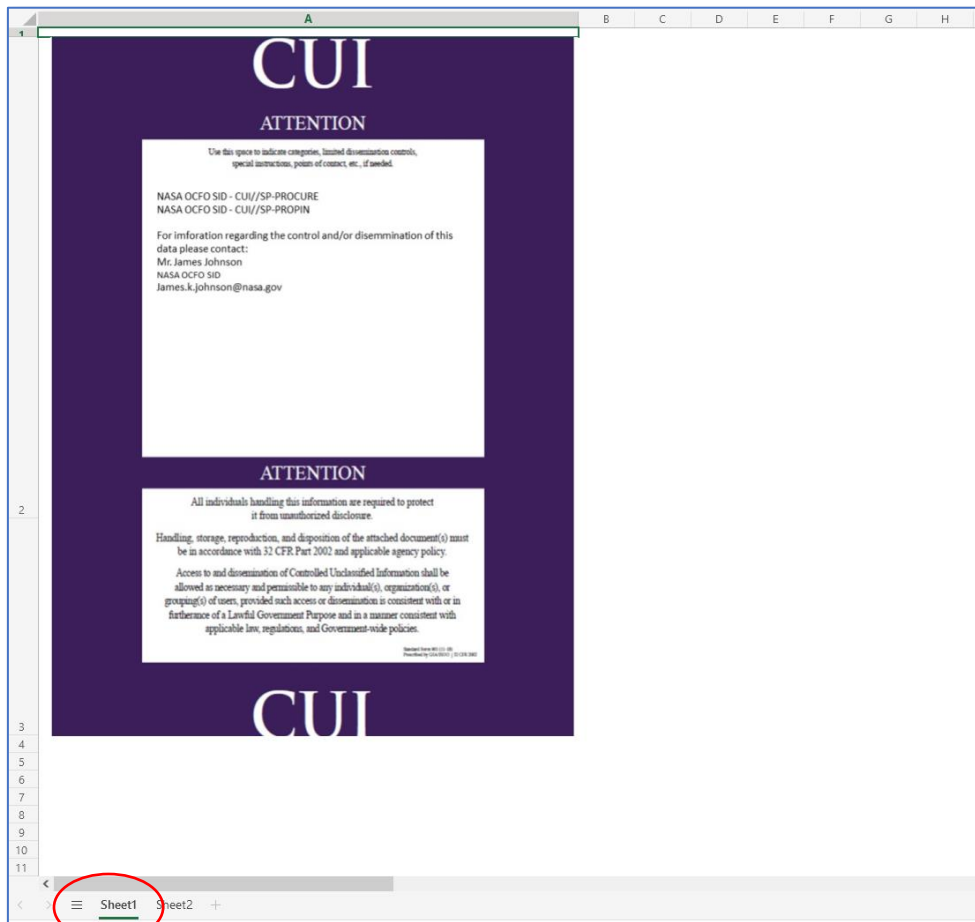 A B C D E F G H
1
CUI
ATTENTION
Use this space to indicate categories, limited dissemination controls,
special instructions, points of contact, etc., if needed.
NASA OCFO SID - CUI//SP-PROCURE
NASA OCFO SID - CUI//SP-PROPIN
For imforation regarding the control and/or disemmination of this
data please contact:
Mr. James Johnson
NASA OCFO SID
James.k.johnson@nasa.gov
ATTENTION
All individuals handling this information are required to protect
it from unauthorized disclosure.
2
Handling, storage, reproduction, and disposition of the attached document(s) must
be in accordance with 32 CFR Part 2002 and applicable agency policy.
Access to and dissemination of Controlled Unclassified Information shall be
allowed as necessary and permissible to any individual(s), organization(s), or
grouping(s) of users, provided such access or dissemination is consistent with or in
furtherance of a Lawful Government Purpose and in a manner consistent with
applicable law, regulations, and Government-wide policies.
CUI
3
4
5
6
7
8
9
10
11
Sheet1 Sheet2